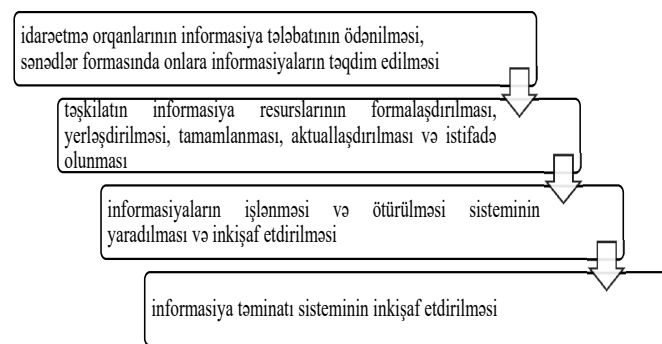 idarəetmə orqanlarının informasiya tələbatının ödənilməsi,
sənədlər formasında onlara informasiyaların təqdim edilməsi
təşkilatın informasiya resurslarının formalaşdırılması,
yerləşdirilməsi, tamamlanması, aktuallaşdırılması və istifadə
olunması
informasiyaların işlənməsi və ötürülməsi sisteminin
yaradılması və inkişaf etdirilməsi
informasiya təminatı sisteminin inkişaf etdirilməsi